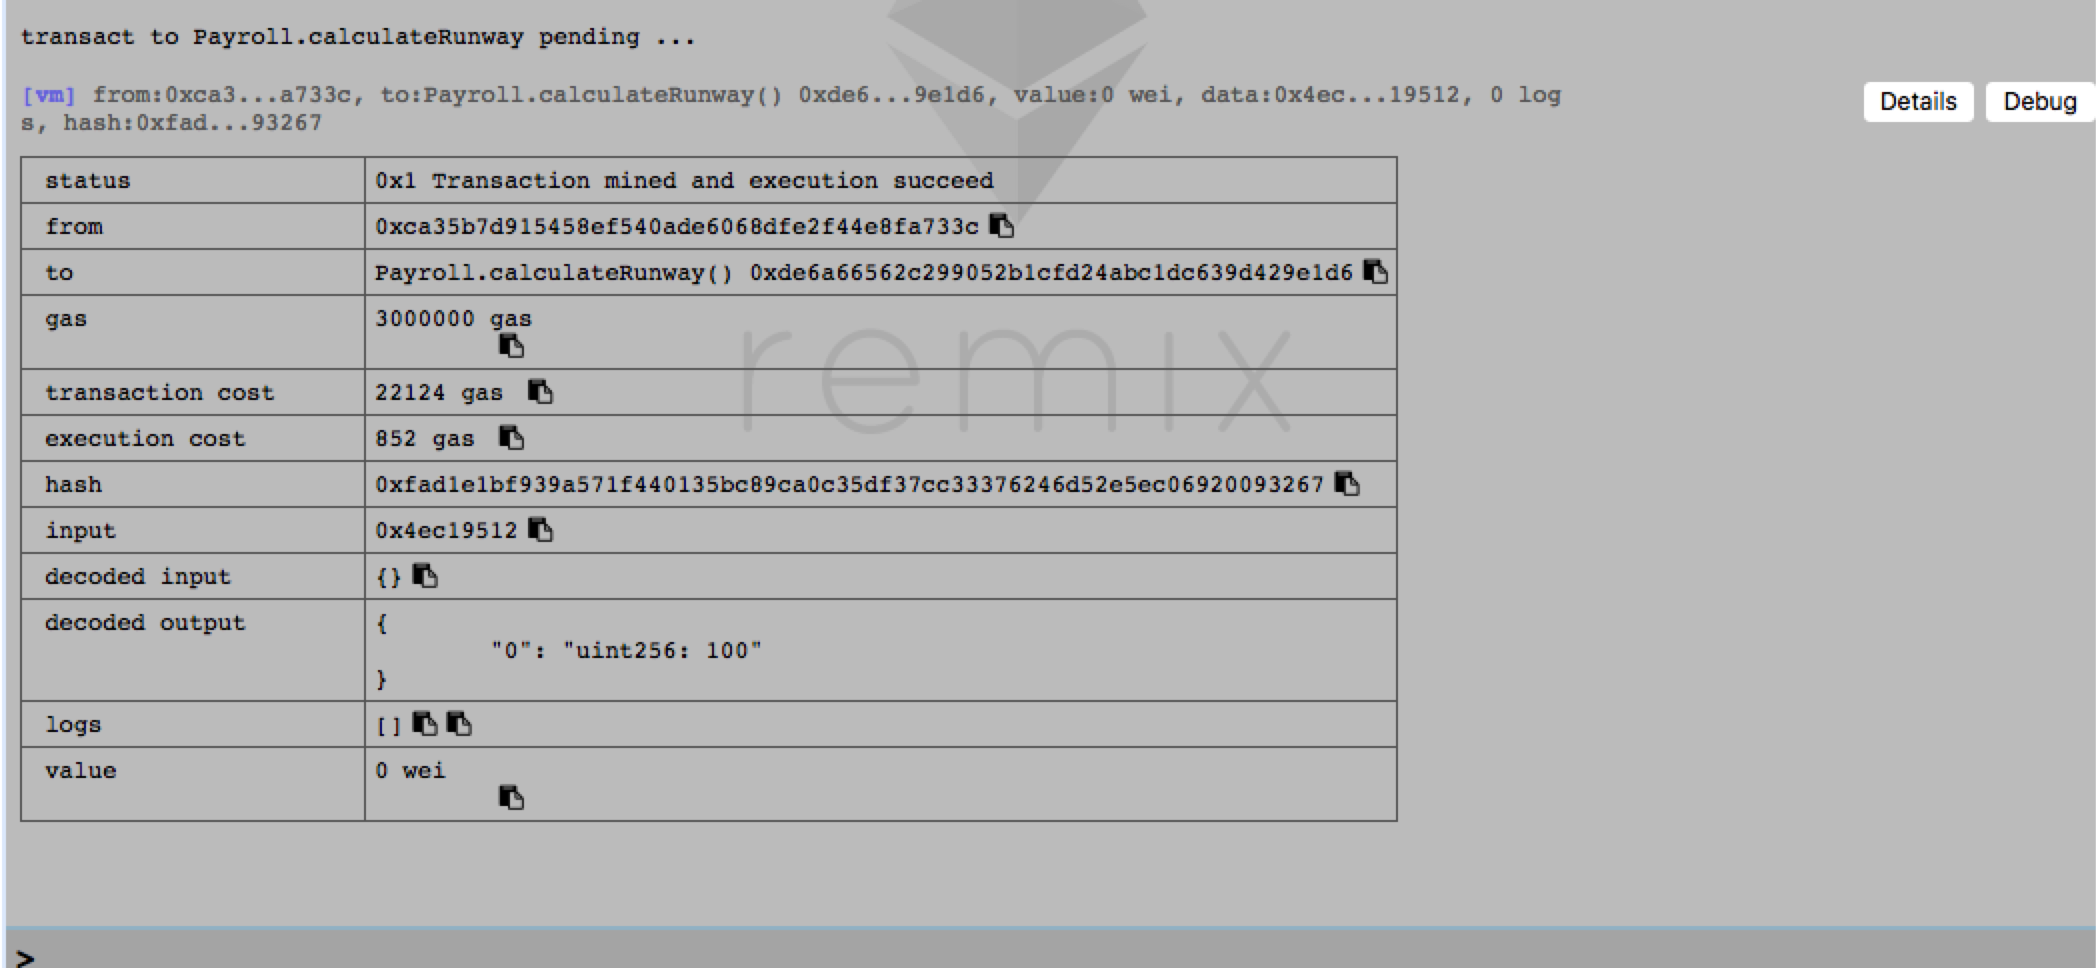 transact to Payroll.calculateRunway pending ...
[vm] from:0xca3...a733c, to:Payroll.calculateRunway() 0xde6...9e1d6, value:0 wei, data:0x4ec...19512, 0 log
s, hash:0xfad...93267
Details Debug
status 0x1 Transaction mined and execution succeed
from 0xca35b7d915458ef540ade6068dfe2f44e8fa733c
to Payroll.calculateRunway() 0xde6a66562c299052b1cfd24abc1dc639d429e1d6
gas 3000000 gas
transaction cost 22124 gas
execution cost 852 gas
hash 0xfad1e1bf939a571f440135bc89ca0c35df37cc33376246d52e5ec06920093267
input 0x4ec19512
decoded input {}
decoded output {
"0": "uint256: 100"
}
logs []
value 0 wei
remix
>